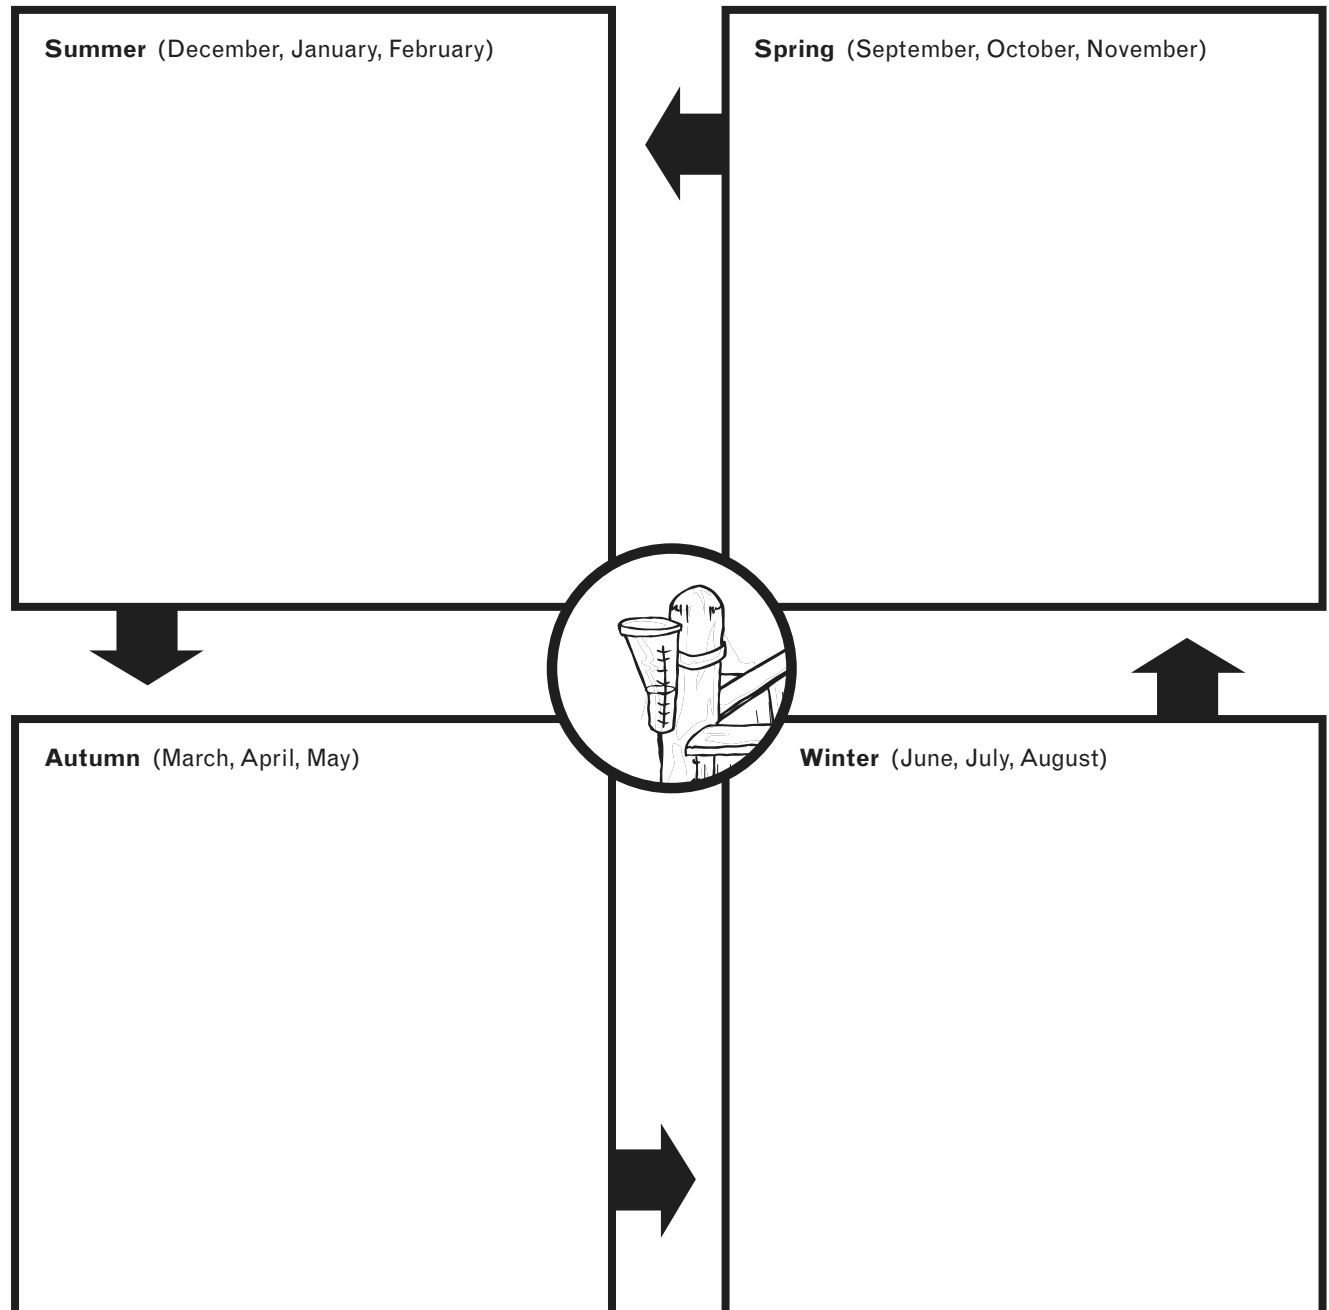 Summer (December, January, February)
Spring (September, October, November)
Autumn (March, April, May)
Winter (June, July, August)